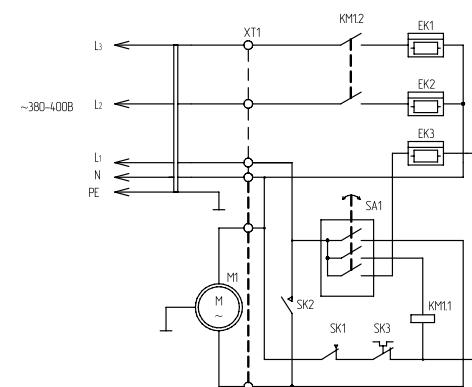 KM1.2
EK1
XT1
L3
EK2
~380-400В
L2
EK3
L1
N
PE
SA1
M1
M
~
SK2
KM1.1
SK1
SK3